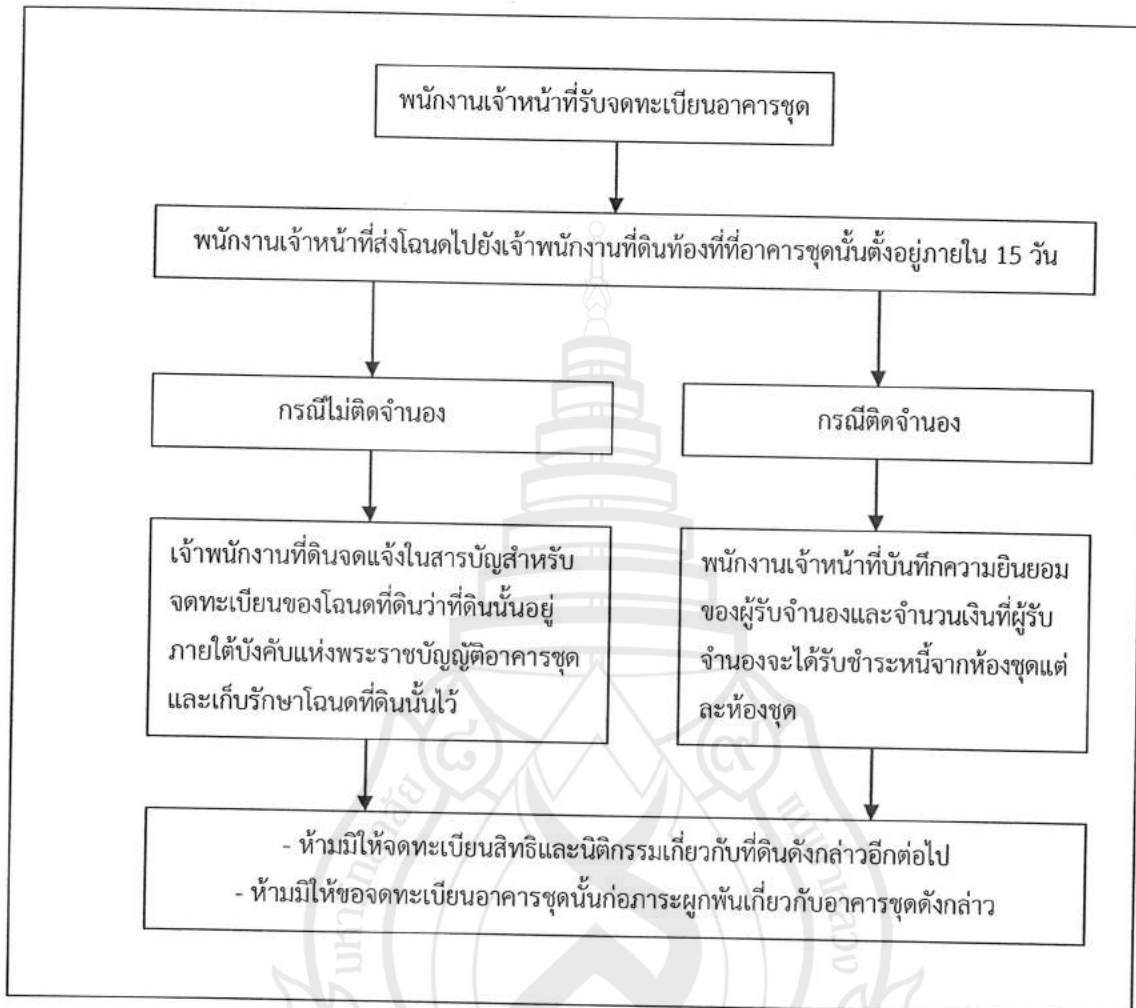 พนักงานเจ้าหน้าที่รับจดทะเบียนอาคารชุด
พนักงานเจ้าหน้าที่ส่งโฉนดไปยังเจ้าพนักงานที่ดินท้องที่ที่อาคารชุดนั้นตั้งอยู่ภายใน 15 วัน
กรณีไม่ติดจำนอง
กรณีติดจำนอง
เจ้าพนักงานที่ดินจดแจ้งในสารบัญสำหรับ
จดทะเบียนของโฉนดที่ดินว่าที่ดินนั้นอยู่
ภายใต้บังคับแห่งพระราชบัญญัติอาคารชุด
และเก็บรักษาโฉนดที่ดินนั้นไว้
พนักงานเจ้าหน้าที่บันทึกความยินยอม
ของผู้รับจำนองและจำนวนเงินที่ผู้รับ
จำนองจะได้รับชำระหนี้จากห้องชุดแต่
ละห้องชุด
- ห้ามมิให้จดทะเบียนสิทธิและนิติกรรมเกี่ยวกับที่ดินดังกล่าวอีกต่อไป
- ห้ามมิให้ขอจดทะเบียนอาคารชุดนั้นก่อภาระผูกพันเกี่ยวกับอาคารชุดดังกล่าว